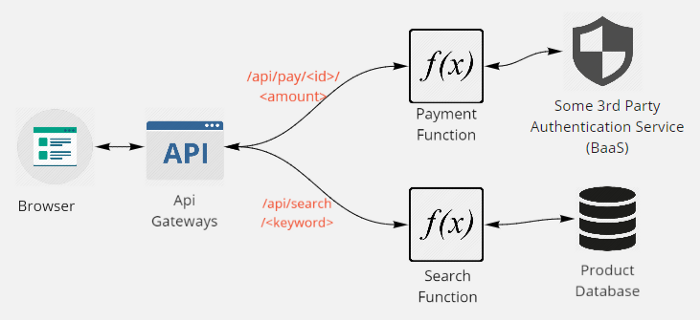 /api/pay/<id>/
<amount>
f(x)
Payment
Function
Some 3rd Party
Authentication Service
(BaaS)
Browser
API
Api
Gateways
/api/search
/<keyword>
f(x)
Search
Function
Product
Database